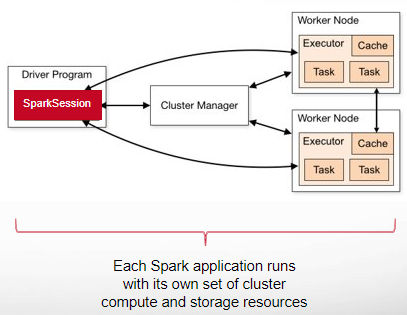 Driver Program
SparkSession
Cluster Manager
Worker Node
Executor
Cache
Task
Task
Worker Node
Executor
Cache
Task
Task
Each Spark application runs
with its own set of cluster
compute and storage resources